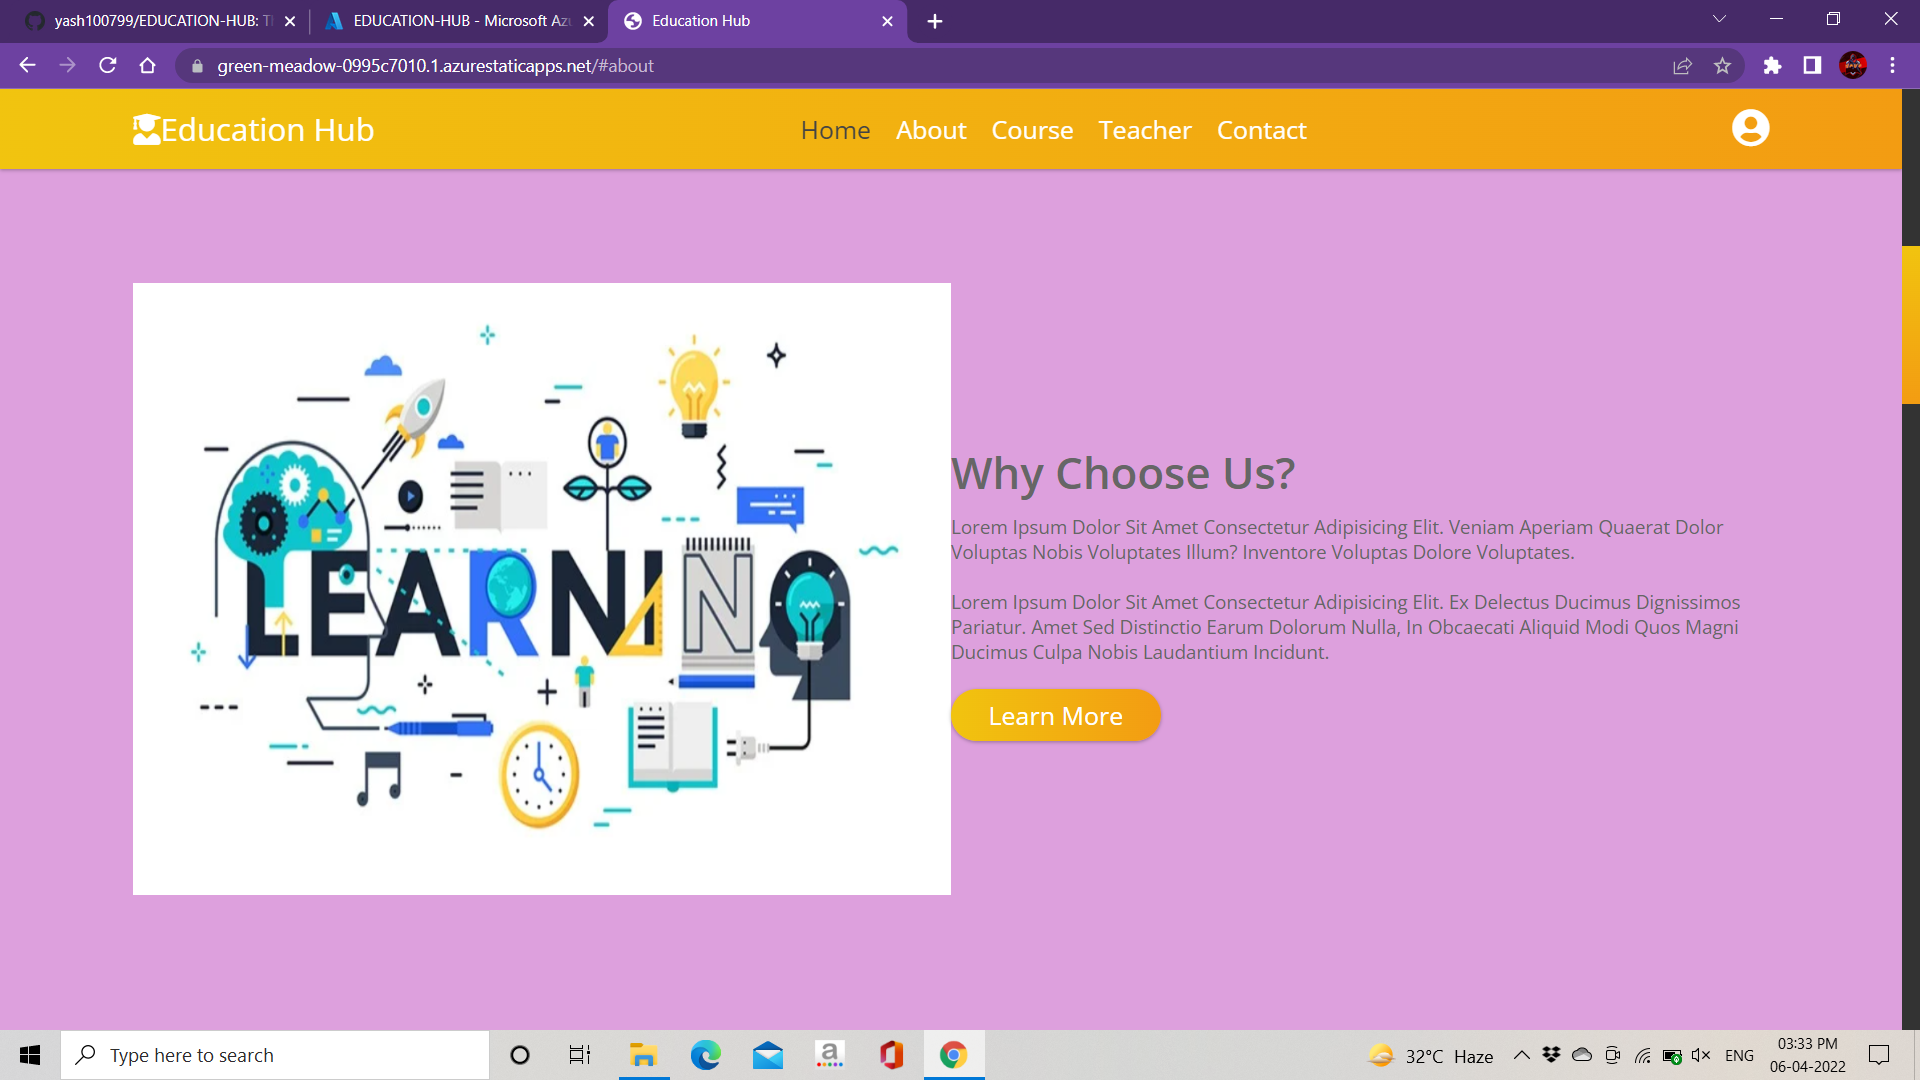 yash100799/EDUCATION-HUB: T
EDUCATION-HUB - Microsoft Az
Education Hub
green-meadow-0995c7010.1.azurestaticapps.net/#about
Education Hub
Home About Course Teacher Contact
LEARNING
Why Choose Us?
Lorem Ipsum Dolor Sit Amet Consectetur Adipisicing Elit. Veniam Aperiam Quaerat Dolor
Voluptas Nobis Voluptates Illum? Inventore Voluptas Dolore Voluptates.
Lorem Ipsum Dolor Sit Amet Consectetur Adipisicing Elit. Ex Delectus Ducimus Dignissimos
Pariatur. Amet Sed Distinctio Earum Dolorum Nulla, In Obcaecati Aliquid Modi Quos Magni
Ducimus Culpa Nobis Laudantium Incidunt.
Learn More
Type here to search
a
32°C Haze
ENG
03:33 PM
06-04-2022